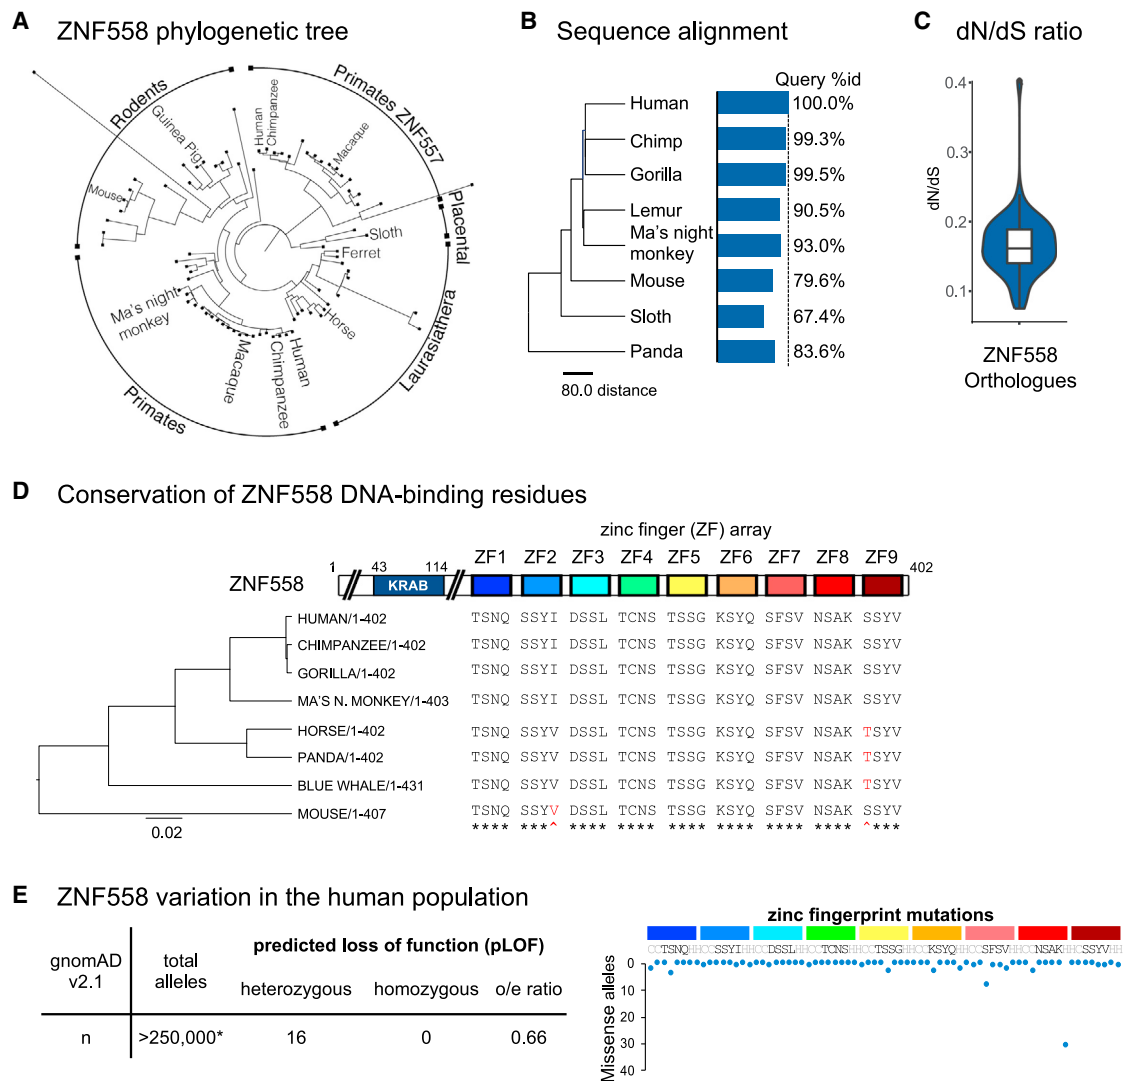 A ZNF558 phylogenetic tree
Rodents
Primates ZNF557
Placental
Laurasiathera
Primates
Guinea Pig
Mouse
Human
Chimpanzee
Macaque
Sloth
Ferret
Horse
Human
Chimpanzee
Macaque
Ma's night
monkey
B Sequence alignment
Query %id
Human 100.0%
Chimp 99.3%
Gorilla 99.5%
Lemur 90.5%
Ma's night
monkey 93.0%
Mouse 79.6%
Sloth 67.4%
Panda 83.6%
80.0 distance
C dN/dS ratio
dN/dS
0.4
0.3
0.2
0.1
ZNF558
Orthologues
D Conservation of ZNF558 DNA-binding residues
zinc finger (ZF) array
1 43 114 ZF1 ZF2 ZF3 ZF4 ZF5 ZF6 ZF7 ZF8 ZF9 402
ZNF558 KRAB
HUMAN/1-402 TSNQ SSYI DSSL TCNS TSSG KSYQ SFSV NSAK SSYV
CHIMPANZEE/1-402 TSNQ SSYI DSSL TCNS TSSG KSYQ SFSV NSAK SSYV
GORILLA/1-402 TSNQ SSYI DSSL TCNS TSSG KSYQ SFSV NSAK SSYV
MA'S N. MONKEY/1-403 TSNQ SSYI DSSL TCNS TSSG KSYQ SFSV NSAK SSYV
HORSE/1-402 TSNQ SSYV DSSL TCNS TSSG KSYQ SFSV NSAK TSYV
PANDA/1-402 TSNQ SSYV DSSL TCNS TSSG KSYQ SFSV NSAK TSYV
BLUE WHALE/1-431 TSNQ SSYV DSSL TCNS TSSG KSYQ SFSV NSAK TSYV
MOUSE/1-407 TSNQ SSYV DSSL TCNS TSSG KSYQ SFSV NSAK SSYV
**** ***^ **** **** **** **** **** **** ^***
0.02
E ZNF558 variation in the human population
gnomAD
v2.1
total
alleles
predicted loss of function (pLOF)
heterozygous homozygous o/e ratio
n >250,000* 16 0 0.66
zinc fingerprint mutations
CCTSNQHHCCSSYIHHCCDSSLHHCCTCNSHHCCTSSGHHCCKSYQHHCCSFSVHHCCNSAKHHCCSSYVHH
Missense alleles
0
10
20
30
40